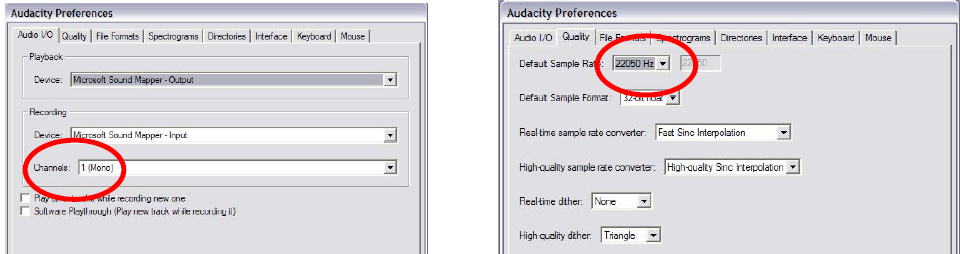 Audacity Preferences
Audio I/O Quality File Formats Spectrograms Directories Interface Keyboard Mouse
Playback
Device: Microsoft Sound Mapper - Output
Recording
Device: Microsoft Sound Mapper - Input
Channels: 1 (Mono)
Play while recording new one
Software Playthrough (Play new track while recording it)
Audacity Preferences
Audio I/O Quality File Formats Spectrograms Directories Interface Keyboard Mouse
Default Sample Rate: 22050 Hz 22050
Default Sample Format: 32-bit float
Real-time sample rate converter: Fast Sinc Interpolation
High-quality sample rate converter: High-quality Sinc Interpolation
Real-time dither: None
High-quality dither: Triangle